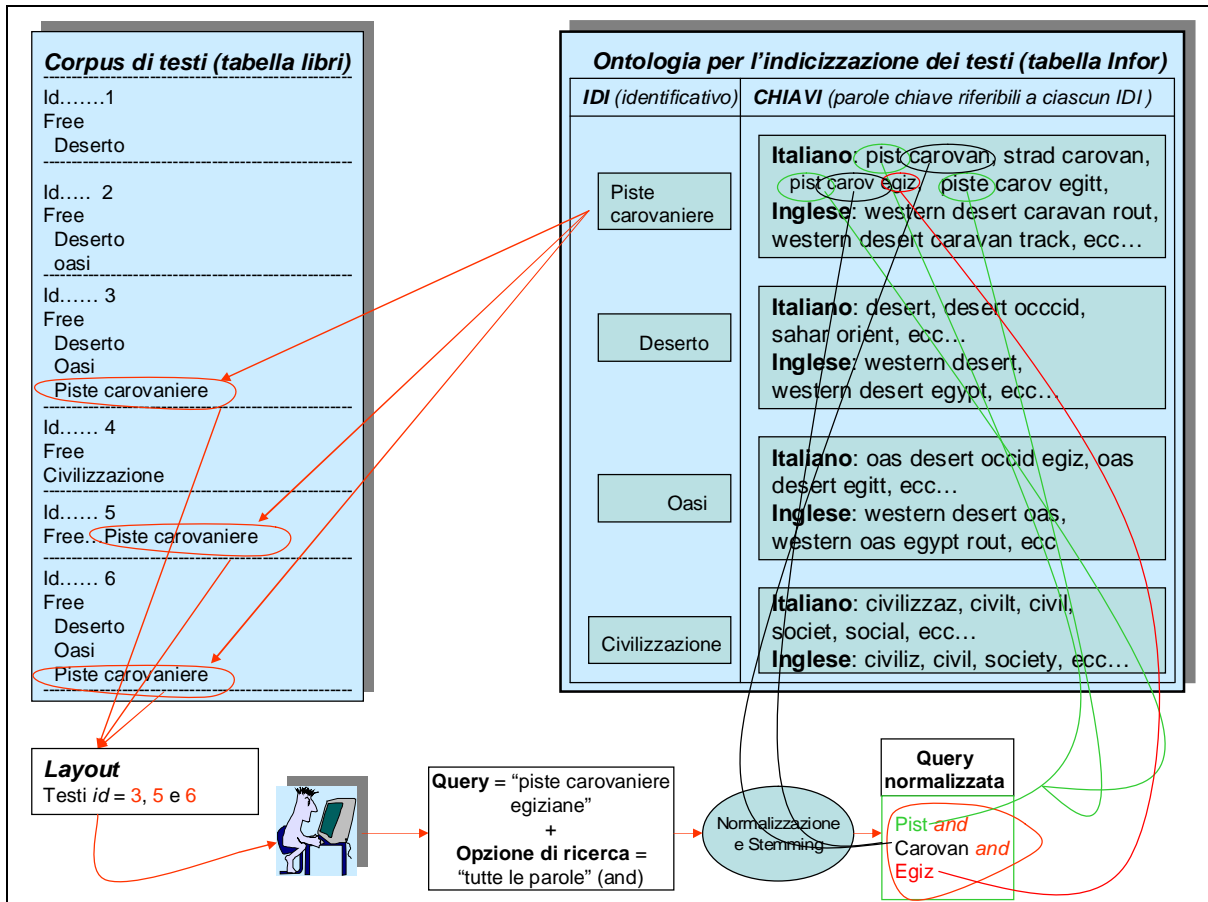 Corpus di testi (tabella libri)
Id.......1
Free
Deserto
Id..... 2
Free
Deserto
oasi
Id...... 3
Free
Deserto
Oasi
Piste carovaniere
Id...... 4
Free
Civilizzazione
Id...... 5
Free...Piste carovaniere
Id...... 6
Free
Deserto
Oasi
Piste carovaniere
Ontologia per l'indicizzazione dei testi (tabella Infor)
IDI (identificativo)
CHIAVI (parole chiave riferibili a ciascun IDI )
Piste
carovaniere
Italiano: pist carovan, strad carovan,
pist carov egiz, piste carov egitt,
Inglese: western desert caravan rout,
western desert caravan track, ecc…
Deserto
Italiano: desert, desert occcid,
sahar orient, ecc…
Inglese: western desert,
western desert egypt, ecc…
Oasi
Italiano: oas desert occid egiz, oas
desert egitt, ecc…
Inglese: western desert oas,
western oas egypt rout, ecc
Civilizzazione
Italiano: civilizzaz, civilt, civil,
societ, social, ecc…
Inglese: civiliz, civil, society, ecc…
Layout
Testi id = 3, 5 e 6
Query = “piste carovaniere
egiziane”
+
Opzione di ricerca =
“tutte le parole” (and)
Normalizzazione
e Stemming
Query
normalizzata
Pist and
Carovan and
Egiz